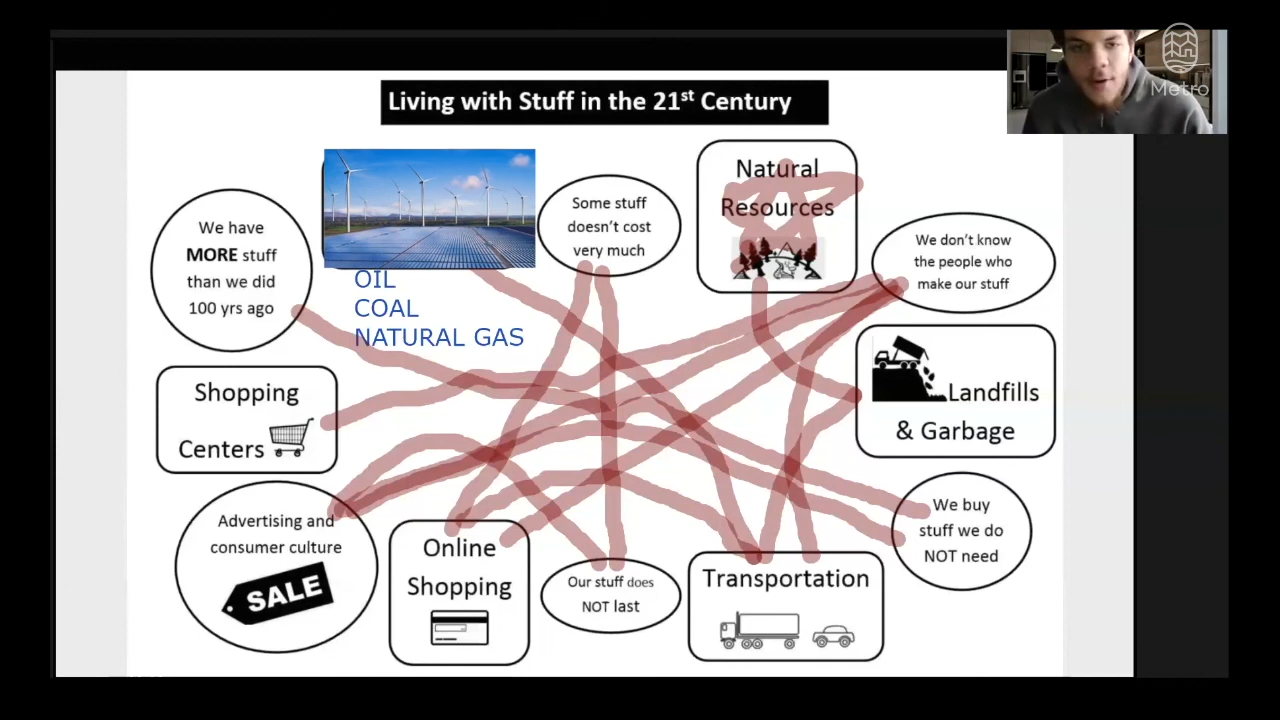 Metro
Living with Stuff in the 21st Century
We have
MORE stuff
than we did
100 yrs ago
OIL
COAL
NATURAL GAS
Some stuff
doesn't cost
very much
Natural
Resources
We don't know
the people who
make our stuff
Shopping
Centers
Landfills
& Garbage
Advertising and
consumer culture
SALE
Online
Shopping
Our stuff does
NOT last
Transportation
We buy
stuff we do
NOT need